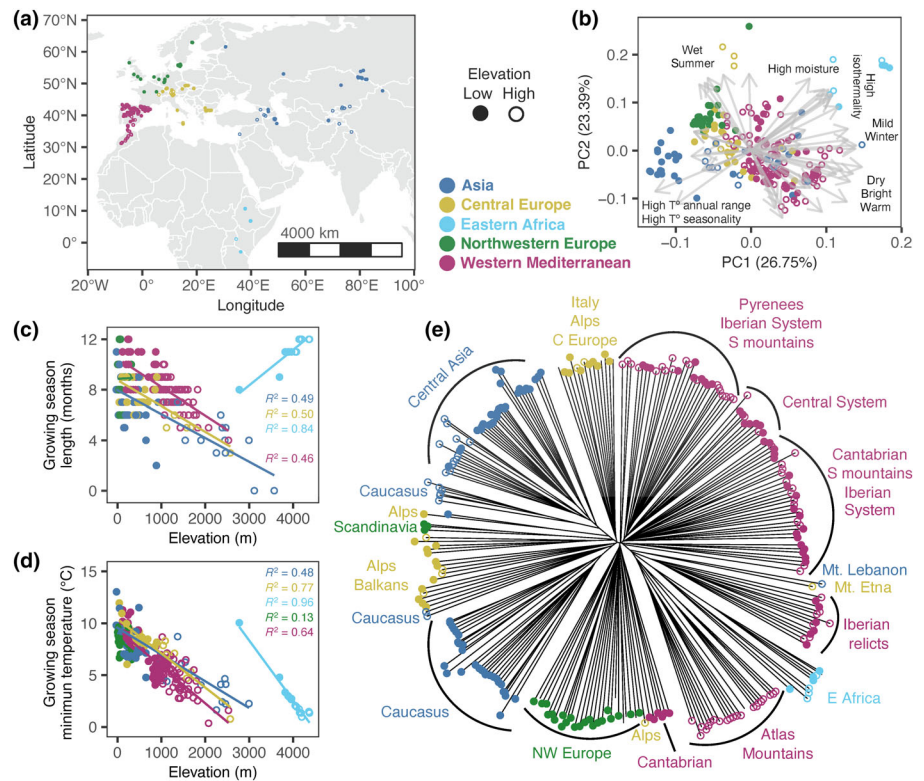 (a)
70°N
60°N
50°N
40°N
30°N
20°N
10°N
0°
Latitude
20°W
0°
20°E
40°E
60°E
80°E
100°
Longitude
4000 km
Elevation
Low High
Asia
Central Europe
Eastern Africa
Northwestern Europe
Western Mediterranean
(b)
Wet
Summer
High moisture
High
isothermality
Mild
Winter
Dry
Bright
Warm
High Tº annual range
High Tº seasonality
0.2
0.1
0.0
−0.1
PC2 (23.39%)
−0.1
0.0
0.1
0.2
PC1 (26.75%)
(c)
12
8
4
0
Growing season
length (months)
R² = 0.49
R² = 0.50
R² = 0.84
R² = 0.46
0 1000 2000 3000 4000
Elevation (m)
(d)
15
10
5
0
Growing season
minimun temperature (°C)
R² = 0.48
R² = 0.77
R² = 0.96
R² = 0.13
R² = 0.64
0 1000 2000 3000 4000
Elevation (m)
(e)
Italy
Alps
C Europe
Pyrenees
Iberian System
S mountains
Central System
Cantabrian
S mountains
Iberian
System
Mt. Lebanon
Mt. Etna
Iberian
relicts
E Africa
Atlas
Mountains
Cantabrian
Alps
NW Europe
Caucasus
Caucasus
Alps
Balkans
Scandinavia
Alps
Caucasus
Central Asia